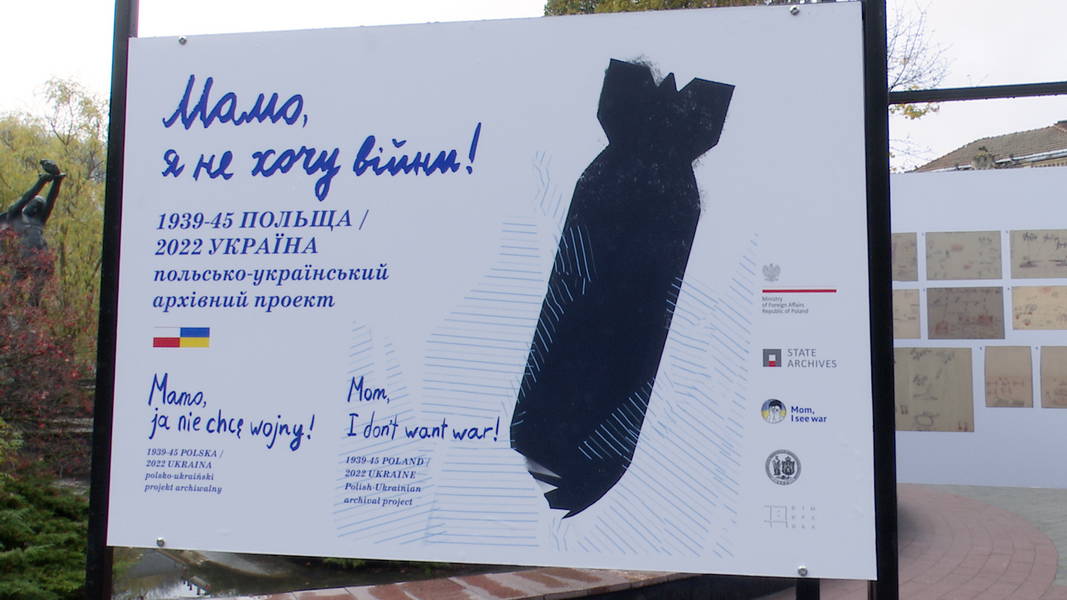 Мамо,
я не хочу війни!
1939-45 ПОЛЬЩА /
2022 УКРАЇНА
польсько-український
архівний проект
Mamo,
ja nie chcę wojny!
1939-45 POLSKA /
2022 UKRAINA
polsko-ukraiński
projekt archiwalny
Mom,
I don't want war!
1939-45 POLAND /
2022 UKRAINE
Polish-Ukrainian
archival project
Ministry
of Foreign Affairs
Republic of Poland
STATE
ARCHIVES
Mom,
I see war